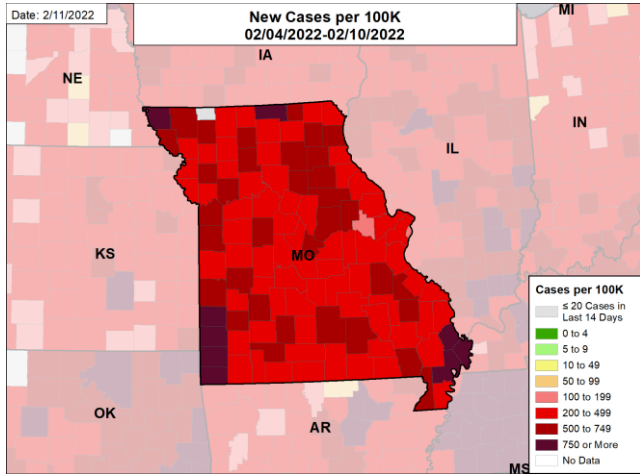 Date: 2/11/2022
New Cases per 100K
02/04/2022-02/10/2022
MI
IA
NE
IL
IN
KS
MO
OK
AR
MS
Cases per 100K
≤ 20 Cases in
Last 14 Days
0 to 4
5 to 9
10 to 49
50 to 99
100 to 199
200 to 499
500 to 749
750 or More
No Data